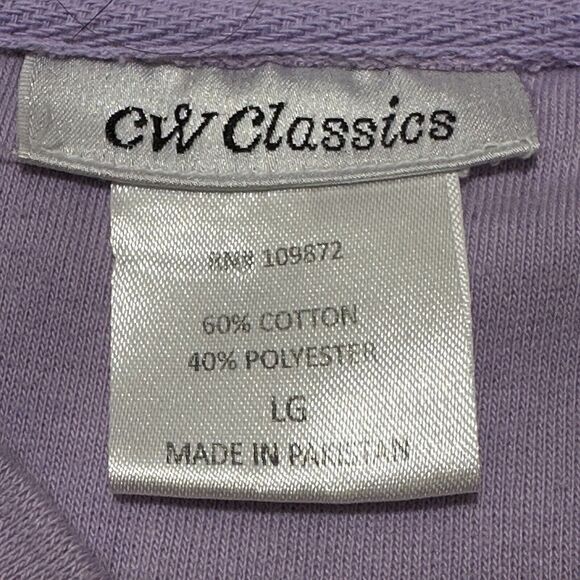 CW Classics
RN# 109872
60% COTTON
40% POLYESTER
LG
MADE IN PAKISTAN